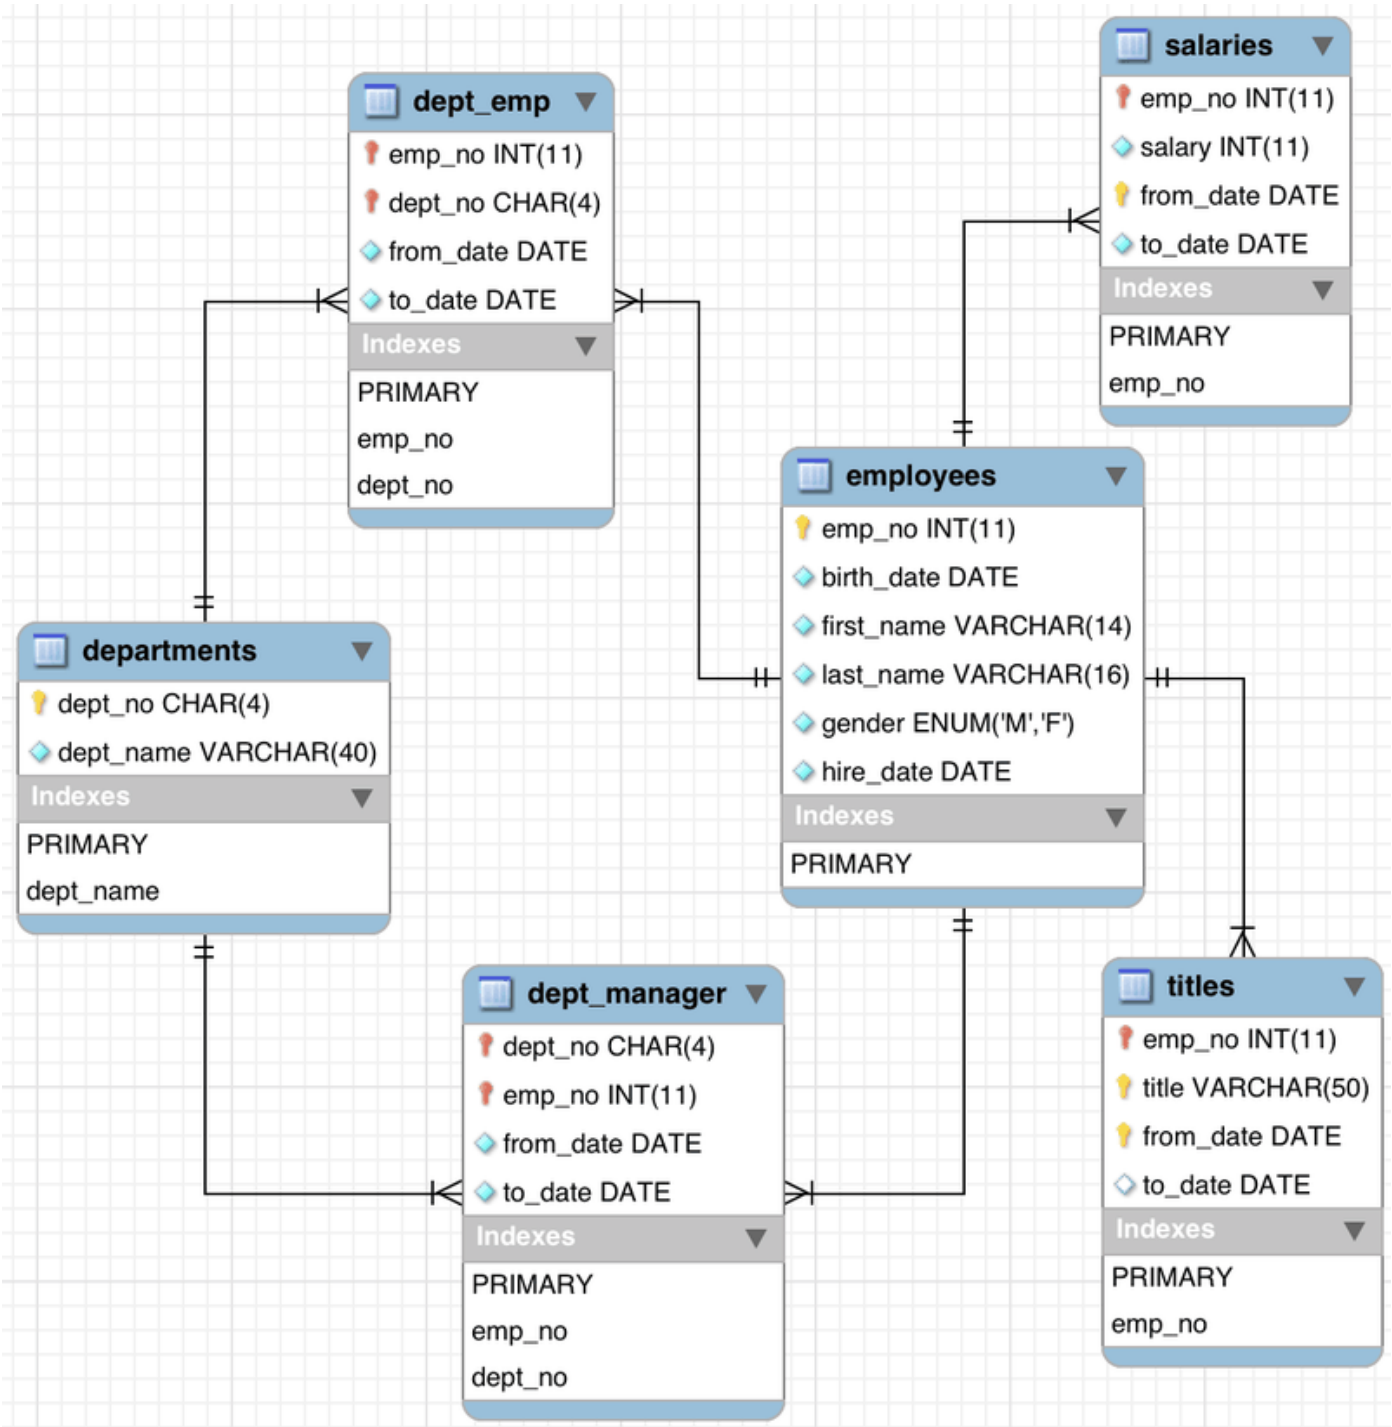 salaries
emp_no INT(11)
salary INT(11)
from_date DATE
to_date DATE
Indexes
PRIMARY
emp_no
dept_emp
emp_no INT(11)
dept_no CHAR(4)
from_date DATE
to_date DATE
Indexes
PRIMARY
emp_no
dept_no
employees
emp_no INT(11)
birth_date DATE
first_name VARCHAR(14)
last_name VARCHAR(16)
gender ENUM('M','F')
hire_date DATE
Indexes
PRIMARY
departments
dept_no CHAR(4)
dept_name VARCHAR(40)
Indexes
PRIMARY
dept_name
dept_manager
dept_no CHAR(4)
emp_no INT(11)
from_date DATE
to_date DATE
Indexes
PRIMARY
emp_no
dept_no
titles
emp_no INT(11)
title VARCHAR(50)
from_date DATE
to_date DATE
Indexes
PRIMARY
emp_no